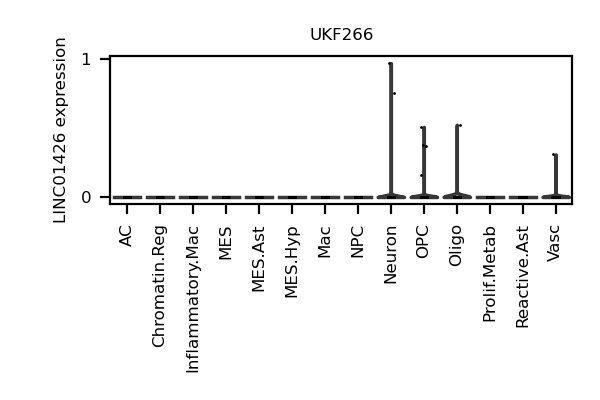 UKF266
LINC01426 expression
1
0
AC
Chromatin.Reg
Inflammatory.Mac
MES
MES.Ast
MES.Hyp
Mac
NPC
Neuron
OPC
Oligo
Prolif.Metab
Reactive.Ast
Vasc